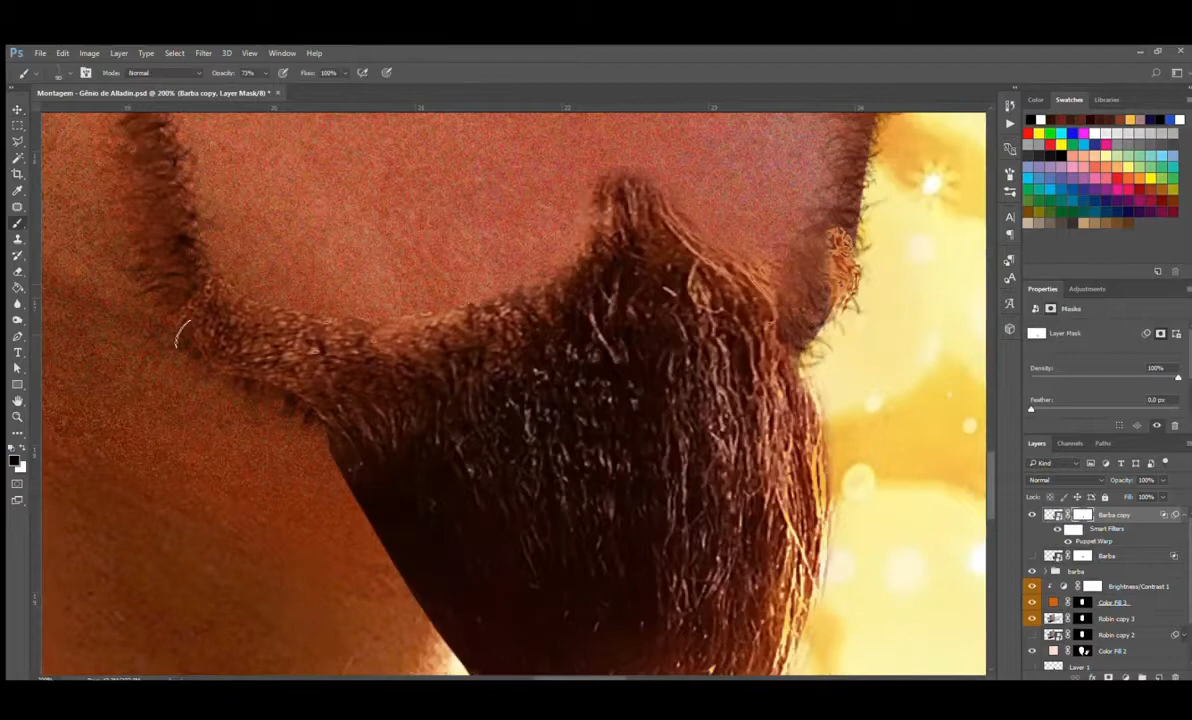 Ps File Edit Image Layer Type Select Filter 3D View Window Help
Mode: Normal Opacity: 73% Flow: 100%
Montagem - Gênio de Alladin.psd @ 200% (Barba copy, Layer Mask/8) *
Color Swatches Libraries
Properties Adjustments
Masks
Layer Mask
Density: 100%
Feather: 0,0 px
Layers Channels Paths
Kind
Normal Opacity: 100%
Lock: Fill: 100%
Barba copy
Smart Filters
Puppet Warp
Barba
barba
Brightness/Contrast 1
Color Fill 3
Robin copy 3
Robin copy 2
Color Fill 2
Layer 1